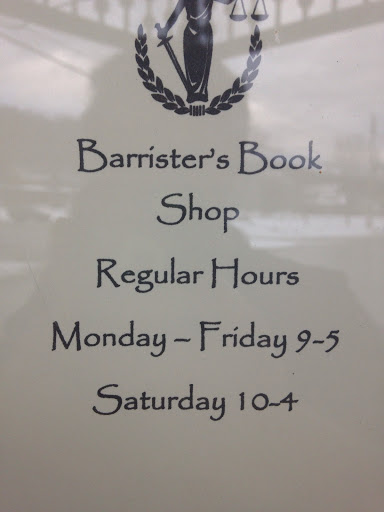 Barrister's Book
Shop
Regular Hours
Monday – Friday 9-5
Saturday 10-4